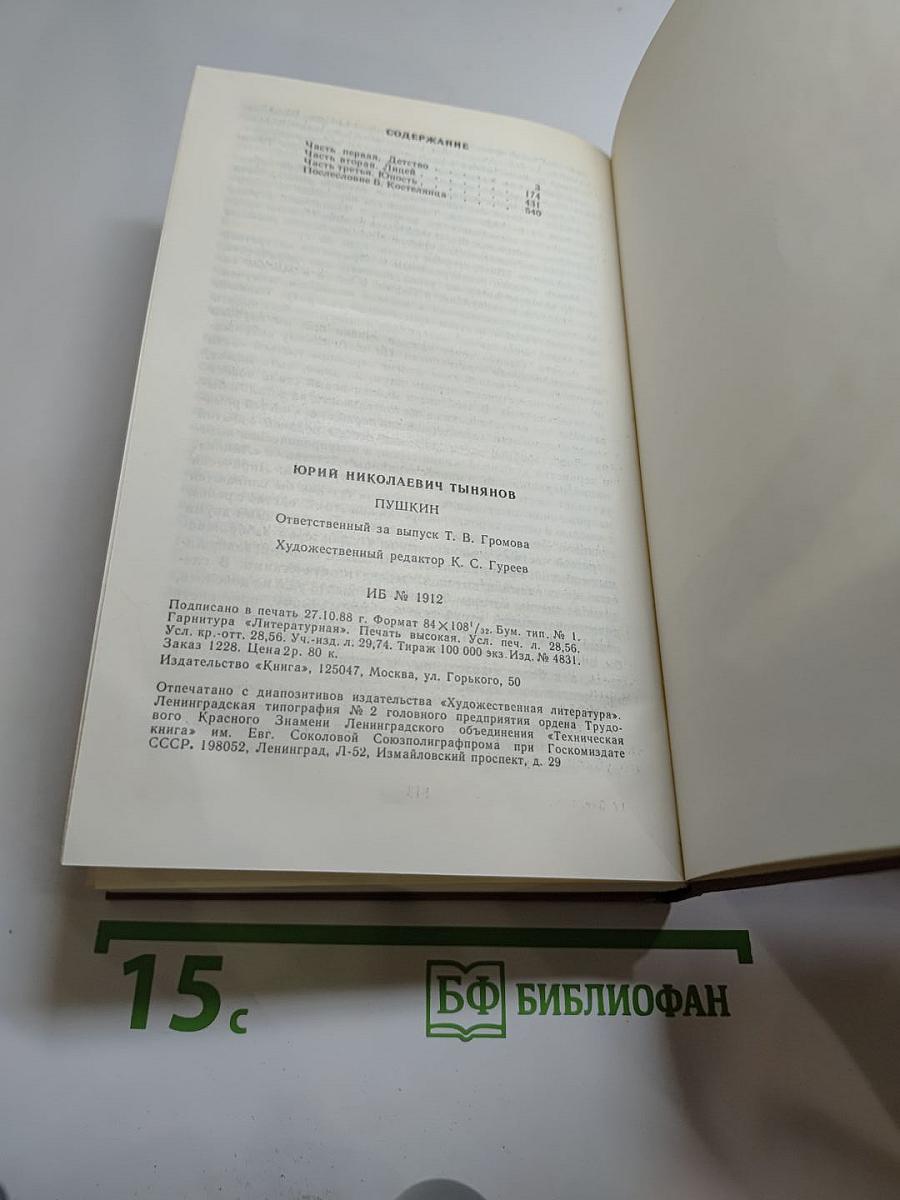 СОДЕРЖАНИЕ
Часть первая. Детство . . . . . . 3
Часть вторая. Лицей . . . . . . 174
Часть третья. Юность . . . . . . 431
Послесловие Б. Костелянца . . . . . 540
ЮРИЙ НИКОЛАЕВИЧ ТЫНЯНОВ
ПУШКИН
Ответственный за выпуск Т. В. Громова
Художественный редактор К. С. Гуреев
ИБ № 1912
Подписано в печать 27.10.88 г. Формат 84×108¹/₃₂. Бум. тип. № 1.
Гарнитура «Литературная». Печать высокая. Усл. печ. л. 28,56.
Усл. кр.-отт. 28,56. Уч.-изд. л. 29,74. Тираж 100 000 экз. Изд. № 4831.
Заказ 1228. Цена 2р. 80 к.
Издательство «Книга», 125047, Москва, ул. Горького, 50
Отпечатано с диапозитивов издательства «Художественная литература».
Ленинградская типография № 2 головного предприятия ордена Трудо-
вого Красного Знамени Ленинградского объединения «Техническая
книга» им. Евг. Соколовой Союзполиграфпрома при Госкомиздате
СССР. 198052, Ленинград, Л-52, Измайловский проспект, д. 29
15 с
БФ БИБЛИОФАН